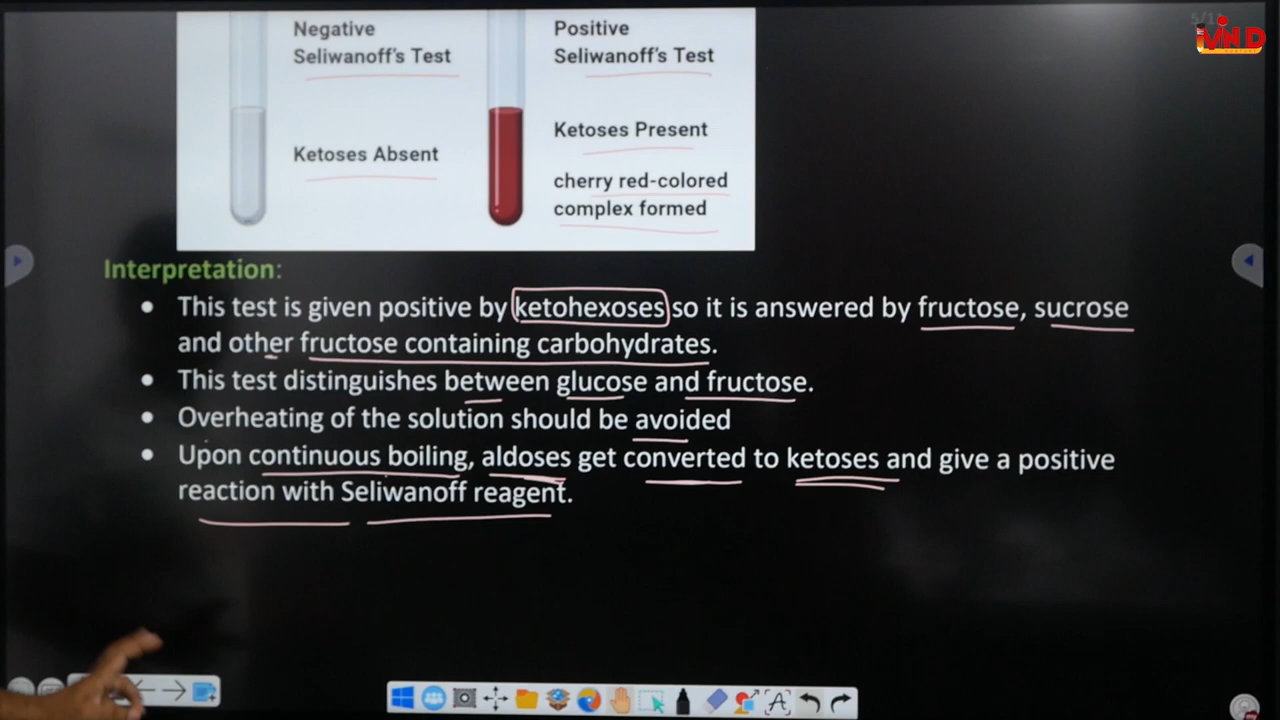 Negative
Seliwanoff's Test
Ketoses Absent
Positive
Seliwanoff's Test
Ketoses Present
cherry red-colored
complex formed
Interpretation:
• This test is given positive by ketohexoses so it is answered by fructose, sucrose
and other fructose containing carbohydrates.
• This test distinguishes between glucose and fructose.
• Overheating of the solution should be avoided
• Upon continuous boiling, aldoses get converted to ketoses and give a positive
reaction with Seliwanoff reagent.